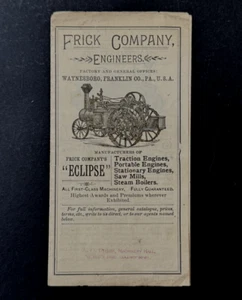 FRICK COMPANY,
ENGINEERS,
FACTORY AND GENERAL OFFICES:
WAYNESBORO, FRANKLIN CO., PA., U.S.A.
MANUFACTURERS OF
FRICK COMPANY'S
"ECLIPSE"
Traction Engines,
Portable Engines,
Stationary Engines,
Saw Mills,
Steam Boilers.
ALL FIRST-CLASS MACHINERY. FULLY GUARANTEED.
Highest Awards and Premiums wherever
Exhibited.
For full information, general catalogue, prices,
terms, etc., write to us direct, or to our agents named
below.